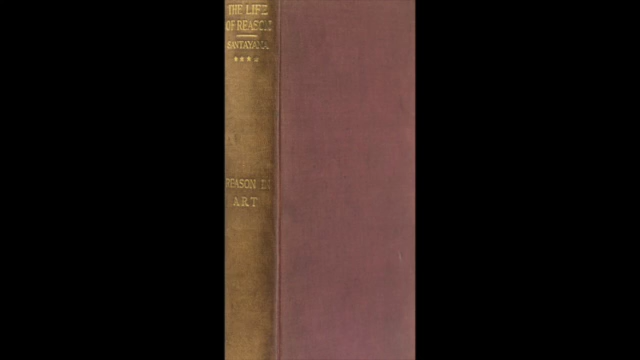 THE LIFE
OF REASON
SANTAYANA
****
REASON IN
ART